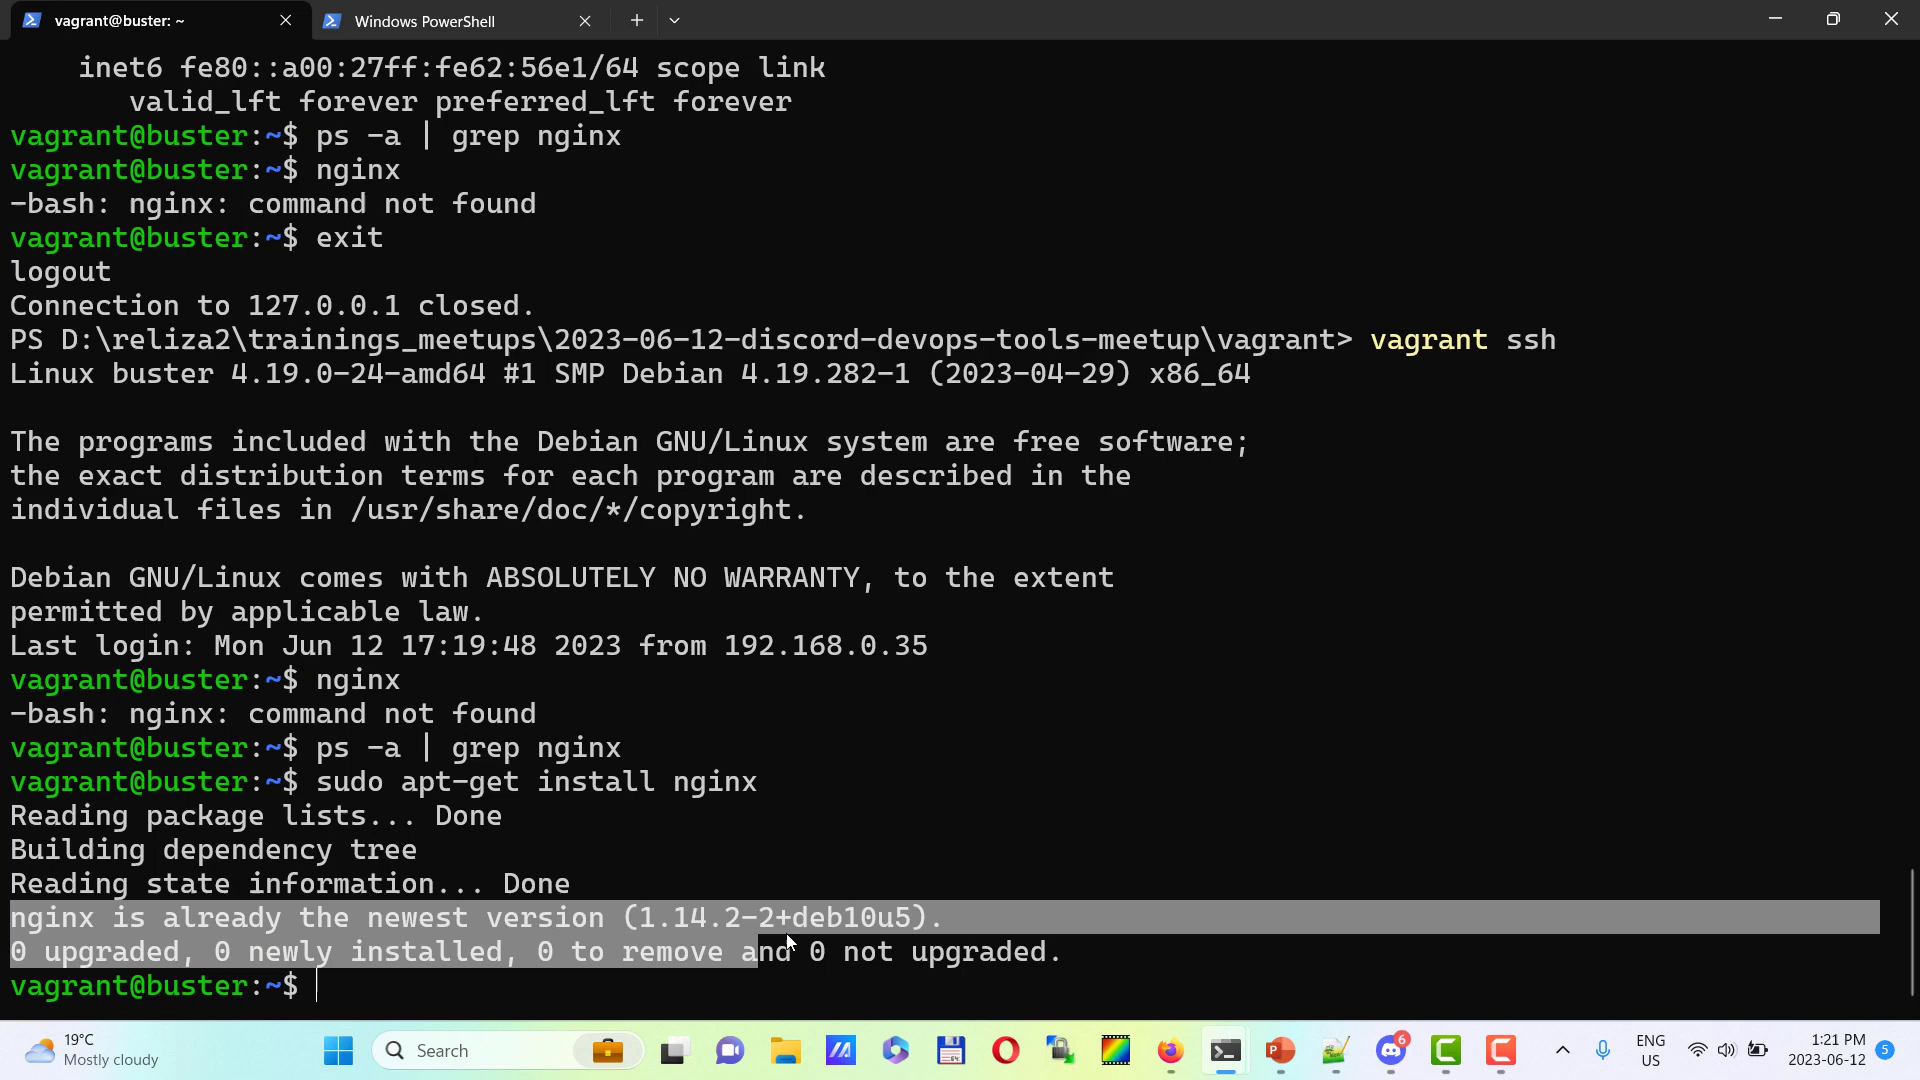 vagrant@buster: ~
Windows PowerShell
inet6 fe80::a00:27ff:fe62:56e1/64 scope link
valid_lft forever preferred_lft forever
vagrant@buster:~$ ps -a | grep nginx
vagrant@buster:~$ nginx
-bash: nginx: command not found
vagrant@buster:~$ exit
logout
Connection to 127.0.0.1 closed.
PS D:\reliza2\trainings_meetups\2023-06-12-discord-devops-tools-meetup\vagrant> vagrant ssh
Linux buster 4.19.0-24-amd64 #1 SMP Debian 4.19.282-1 (2023-04-29) x86_64
The programs included with the Debian GNU/Linux system are free software;
the exact distribution terms for each program are described in the
individual files in /usr/share/doc/*/copyright.
Debian GNU/Linux comes with ABSOLUTELY NO WARRANTY, to the extent
permitted by applicable law.
Last login: Mon Jun 12 17:19:48 2023 from 192.168.0.35
vagrant@buster:~$ nginx
-bash: nginx: command not found
vagrant@buster:~$ ps -a | grep nginx
vagrant@buster:~$ sudo apt-get install nginx
Reading package lists... Done
Building dependency tree
Reading state information... Done
nginx is already the newest version (1.14.2-2+deb10u5).
0 upgraded, 0 newly installed, 0 to remove and 0 not upgraded.
vagrant@buster:~$
19°C
Mostly cloudy
Search
6
ENG
US
1:21 PM
2023-06-12
5